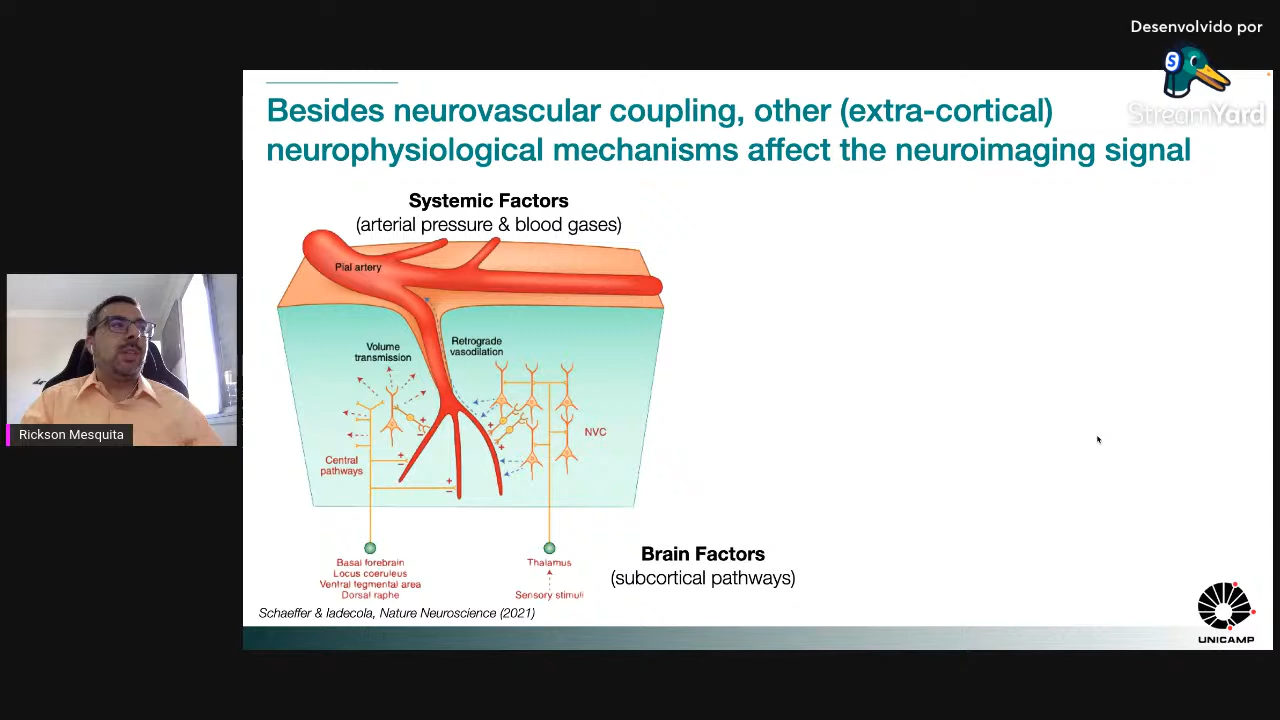 Desenvolvido por
S
StreamYard
Besides neurovascular coupling, other (extra-cortical)
neurophysiological mechanisms affect the neuroimaging signal
Systemic Factors
(arterial pressure & blood gases)
Pial artery
Volume
transmission
Retrograde
vasodilation
NVC
Central
pathways
+
–
+
–
+
–
+
+
Basal forebrain
Locus coeruleus
Ventral tegmental area
Dorsal raphe
Thalamus
Sensory stimuli
Brain Factors
(subcortical pathways)
Schaeffer & Iadecola, Nature Neuroscience (2021)
UNICAMP
Rickson Mesquita